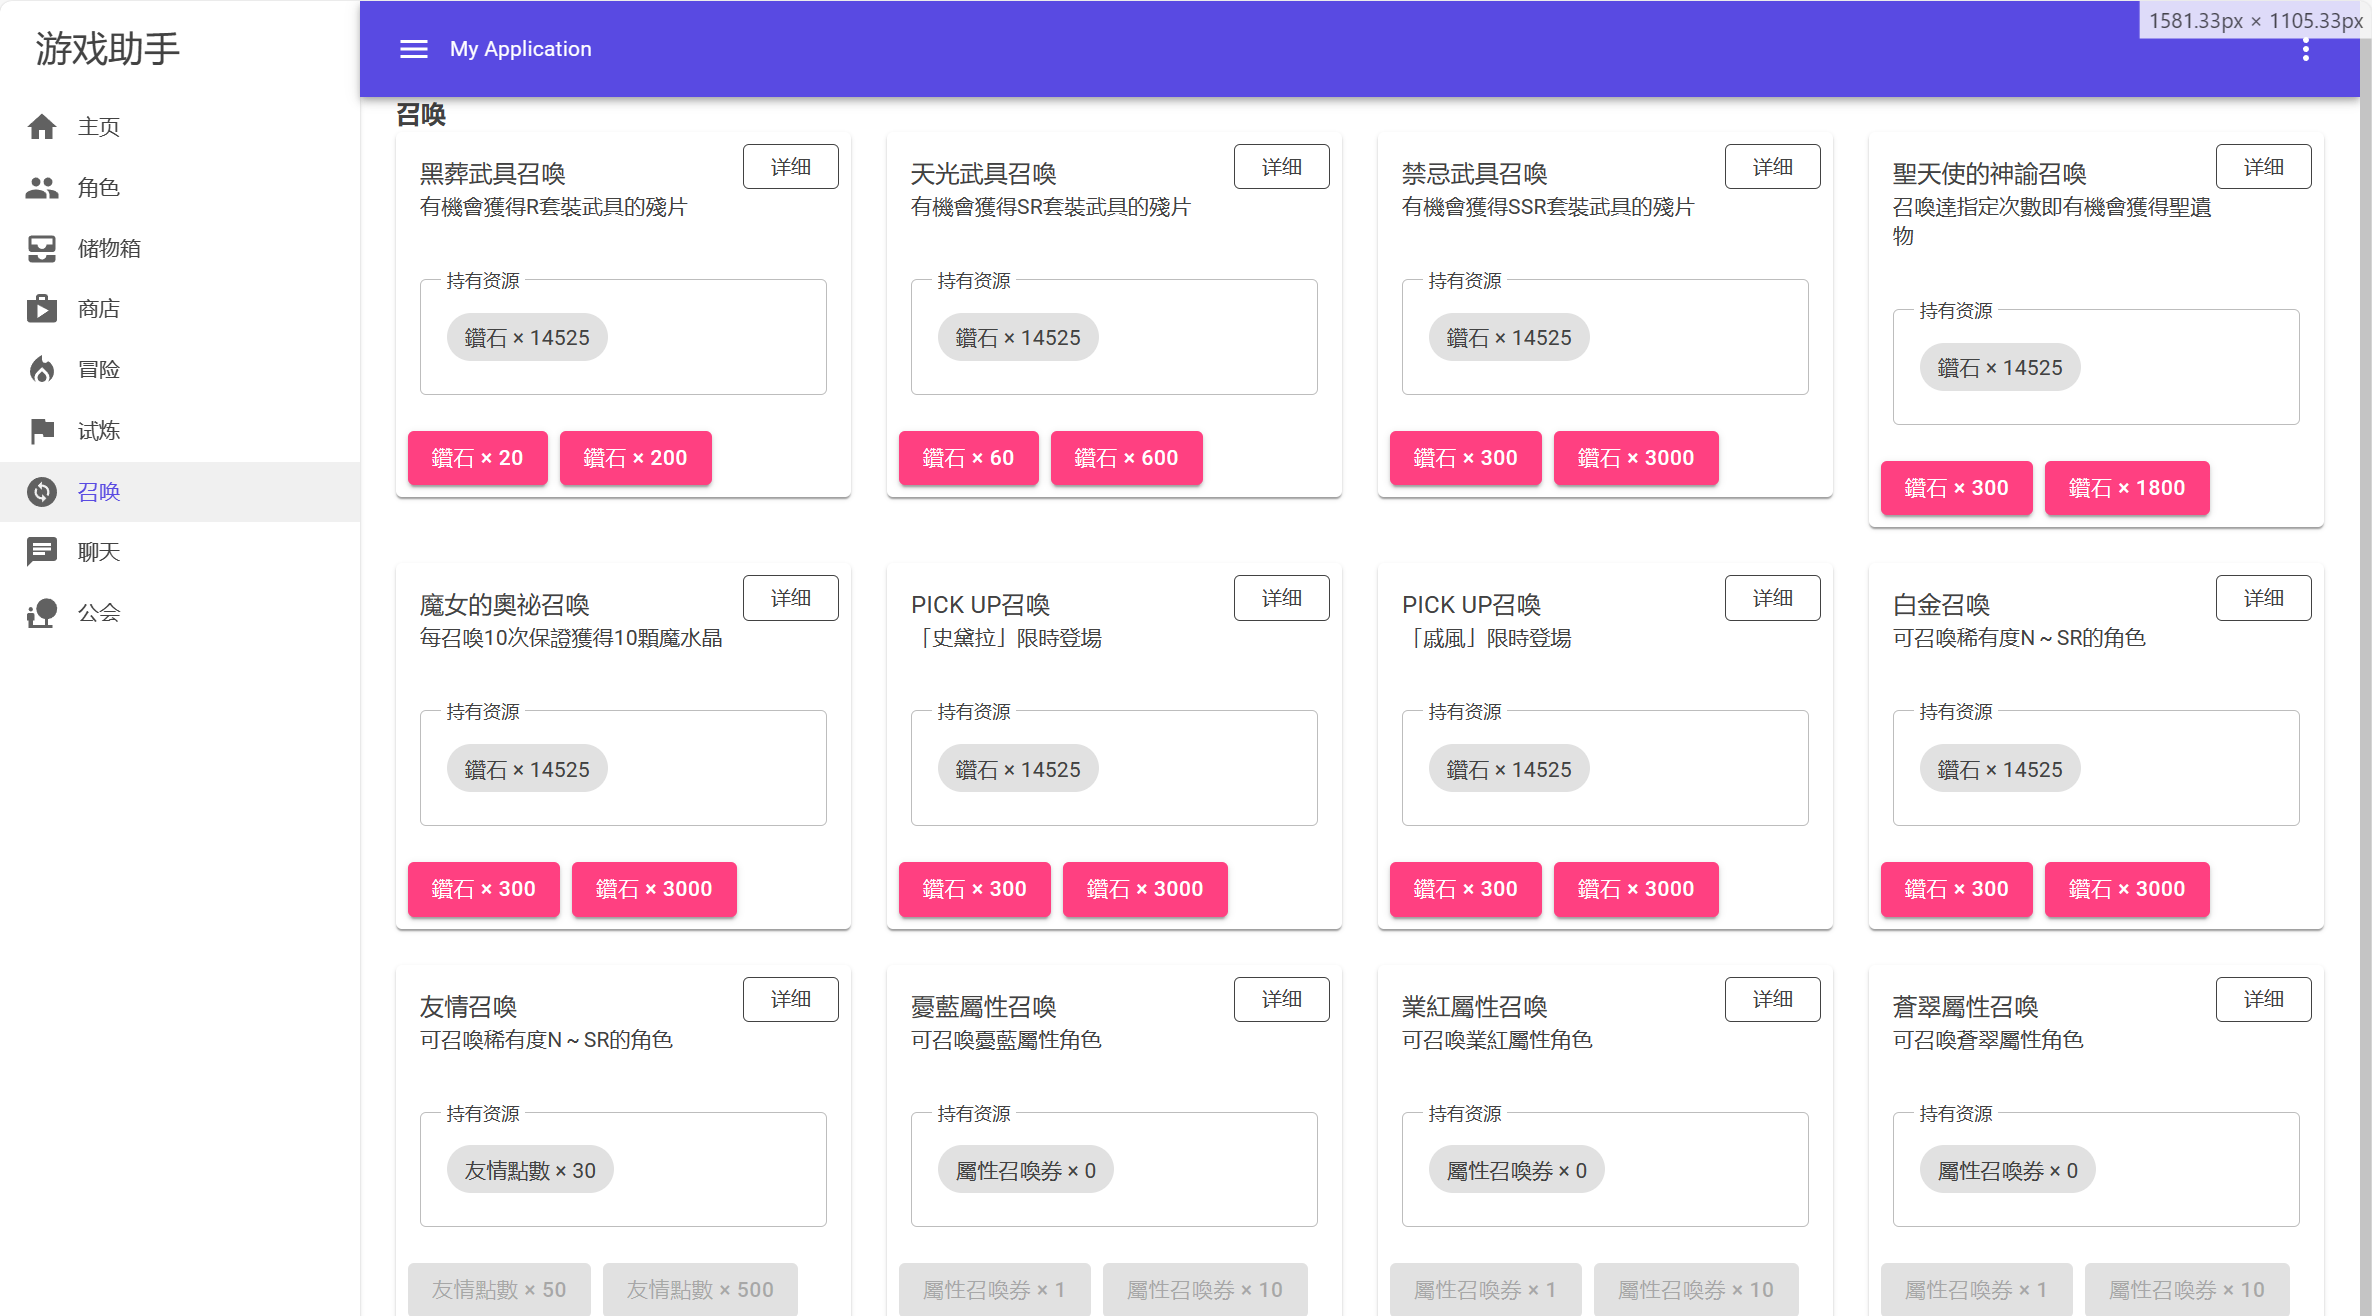 游戏助手
主页
角色
储物箱
商店
冒险
试炼
召唤
聊天
公会
My Application
1581.33px × 1105.33px
召唤
黑葬武具召喚
详细
有機會獲得R套裝武具的殘片
持有资源
鑽石 × 14525
鑽石 × 20
鑽石 × 200
天光武具召喚
详细
有機會獲得SR套裝武具的殘片
持有资源
鑽石 × 14525
鑽石 × 60
鑽石 × 600
禁忌武具召喚
详细
有機會獲得SSR套裝武具的殘片
持有资源
鑽石 × 14525
鑽石 × 300
鑽石 × 3000
聖天使的神諭召喚
详细
召喚達指定次數即有機會獲得聖遺
物
持有资源
鑽石 × 14525
鑽石 × 300
鑽石 × 1800
魔女的奧祕召喚
详细
每召喚10次保證獲得10顆魔水晶
持有资源
鑽石 × 14525
鑽石 × 300
鑽石 × 3000
PICK UP召喚
详细
「史黛拉」限時登場
持有资源
鑽石 × 14525
鑽石 × 300
鑽石 × 3000
PICK UP召喚
详细
「戚風」限時登場
持有资源
鑽石 × 14525
鑽石 × 300
鑽石 × 3000
白金召喚
详细
可召喚稀有度N～SR的角色
持有资源
鑽石 × 14525
鑽石 × 300
鑽石 × 3000
友情召喚
详细
可召喚稀有度N～SR的角色
持有资源
友情點數 × 30
友情點數 × 50
友情點數 × 500
憂藍屬性召喚
详细
可召喚憂藍屬性角色
持有资源
屬性召喚券 × 0
屬性召喚券 × 1
屬性召喚券 × 10
業紅屬性召喚
详细
可召喚業紅屬性角色
持有资源
屬性召喚券 × 0
屬性召喚券 × 1
屬性召喚券 × 10
蒼翠屬性召喚
详细
可召喚蒼翠屬性角色
持有资源
屬性召喚券 × 0
屬性召喚券 × 1
屬性召喚券 × 10